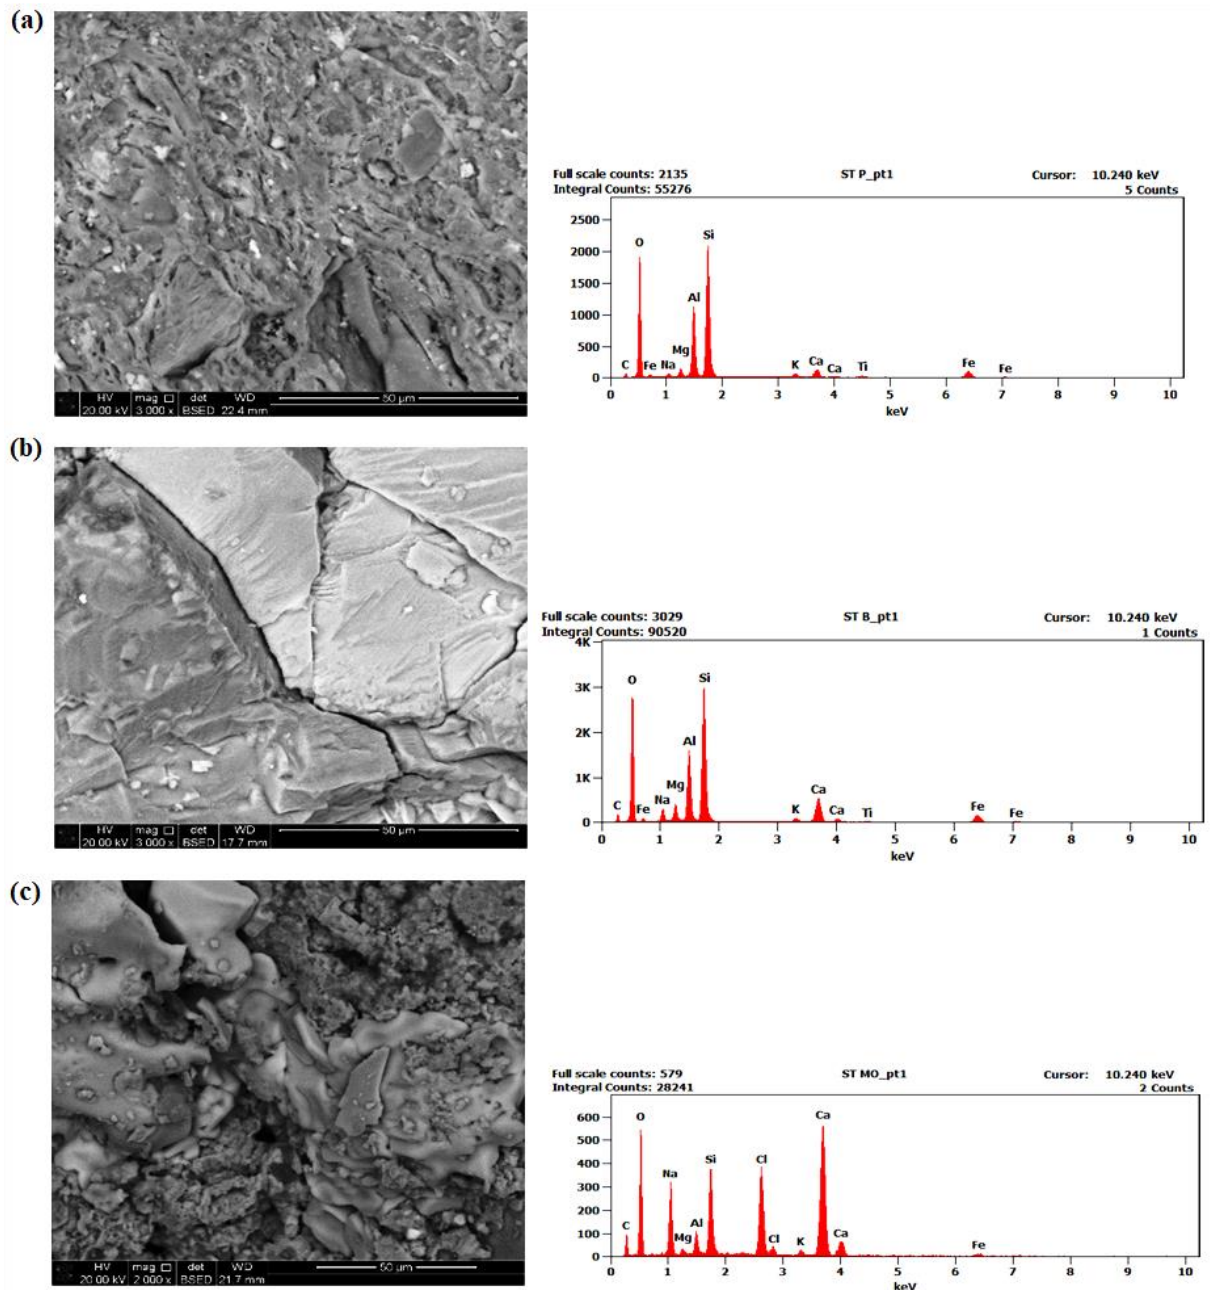 (a)
HV mag □ det WD
20.00 kV 3 000 x BSED 22.4 mm
50 µm
Full scale counts: 2135 ST P_pt1 Cursor: 10.240 keV
Integral Counts: 55276 5 Counts
2500
2000
1500
1000
500
0
O Si Al Mg C Fe Na K Ca Ca Ti Fe Fe
0 1 2 3 4 5 6 7 8 9 10
keV
(b)
HV mag □ det WD
20.00 kV 3 000 x BSED 17.7 mm
50 µm
Full scale counts: 3029 ST B_pt1 Cursor: 10.240 keV
Integral Counts: 90520 1 Counts
4K
3K
2K
1K
0
O Si Al Mg Na C Fe K Ca Ca Ti Fe Fe
0 1 2 3 4 5 6 7 8 9 10
keV
(c)
HV mag □ det WD
20.00 kV 2 000 x BSED 21.7 mm
50 µm
Full scale counts: 579 ST MO_pt1 Cursor: 10.240 keV
Integral Counts: 28241 2 Counts
600
500
400
300
200
100
0
O Ca Si Cl Na Al C Mg Cl K Ca Fe
0 1 2 3 4 5 6 7 8 9 10
keV